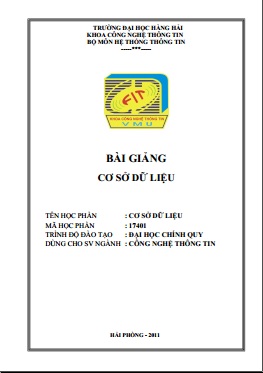 TRƯỜNG ĐẠI HỌC HÀNG HẢI
KHOA CÔNG NGHỆ THÔNG TIN
BỘ MÔN HỆ THỐNG THÔNG TIN
-----***-----
FIT
KHOA CÔNG NGHỆ THÔNG TIN
VMU
BÀI GIẢNG
CƠ SỞ DỮ LIỆU
TÊN HỌC PHẦN : CƠ SỞ DỮ LIỆU
MÃ HỌC PHẦN : 17401
TRÌNH ĐỘ ĐÀO TẠO : ĐẠI HỌC CHÍNH QUY
DÙNG CHO SV NGÀNH : CÔNG NGHỆ THÔNG TIN
HẢI PHÒNG - 2011